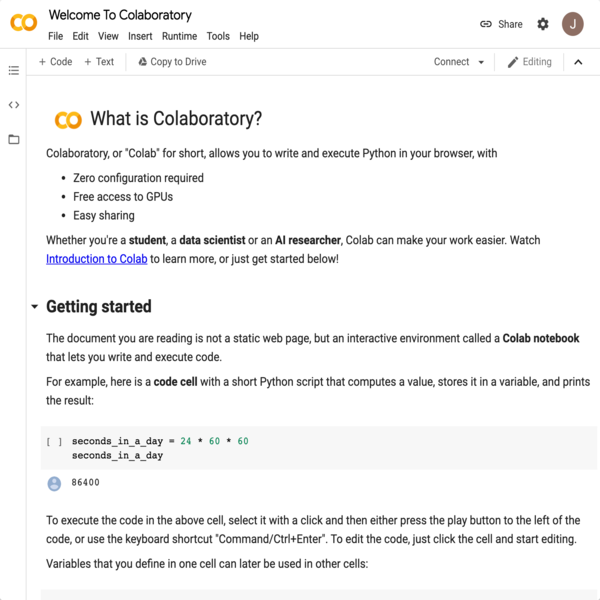 Welcome To Colaboratory
File Edit View Insert Runtime Tools Help
Share
J
+ Code + Text Copy to Drive Connect Editing
What is Colaboratory?
Colaboratory, or "Colab" for short, allows you to write and execute Python in your browser, with
• Zero configuration required
• Free access to GPUs
• Easy sharing
Whether you're a student, a data scientist or an AI researcher, Colab can make your work easier. Watch
Introduction to Colab to learn more, or just get started below!
Getting started
The document you are reading is not a static web page, but an interactive environment called a Colab notebook
that lets you write and execute code.
For example, here is a code cell with a short Python script that computes a value, stores it in a variable, and prints
the result:
[ ] seconds_in_a_day = 24 * 60 * 60
seconds_in_a_day
86400
To execute the code in the above cell, select it with a click and then either press the play button to the left of the
code, or use the keyboard shortcut "Command/Ctrl+Enter". To edit the code, just click the cell and start editing.
Variables that you define in one cell can later be used in other cells: